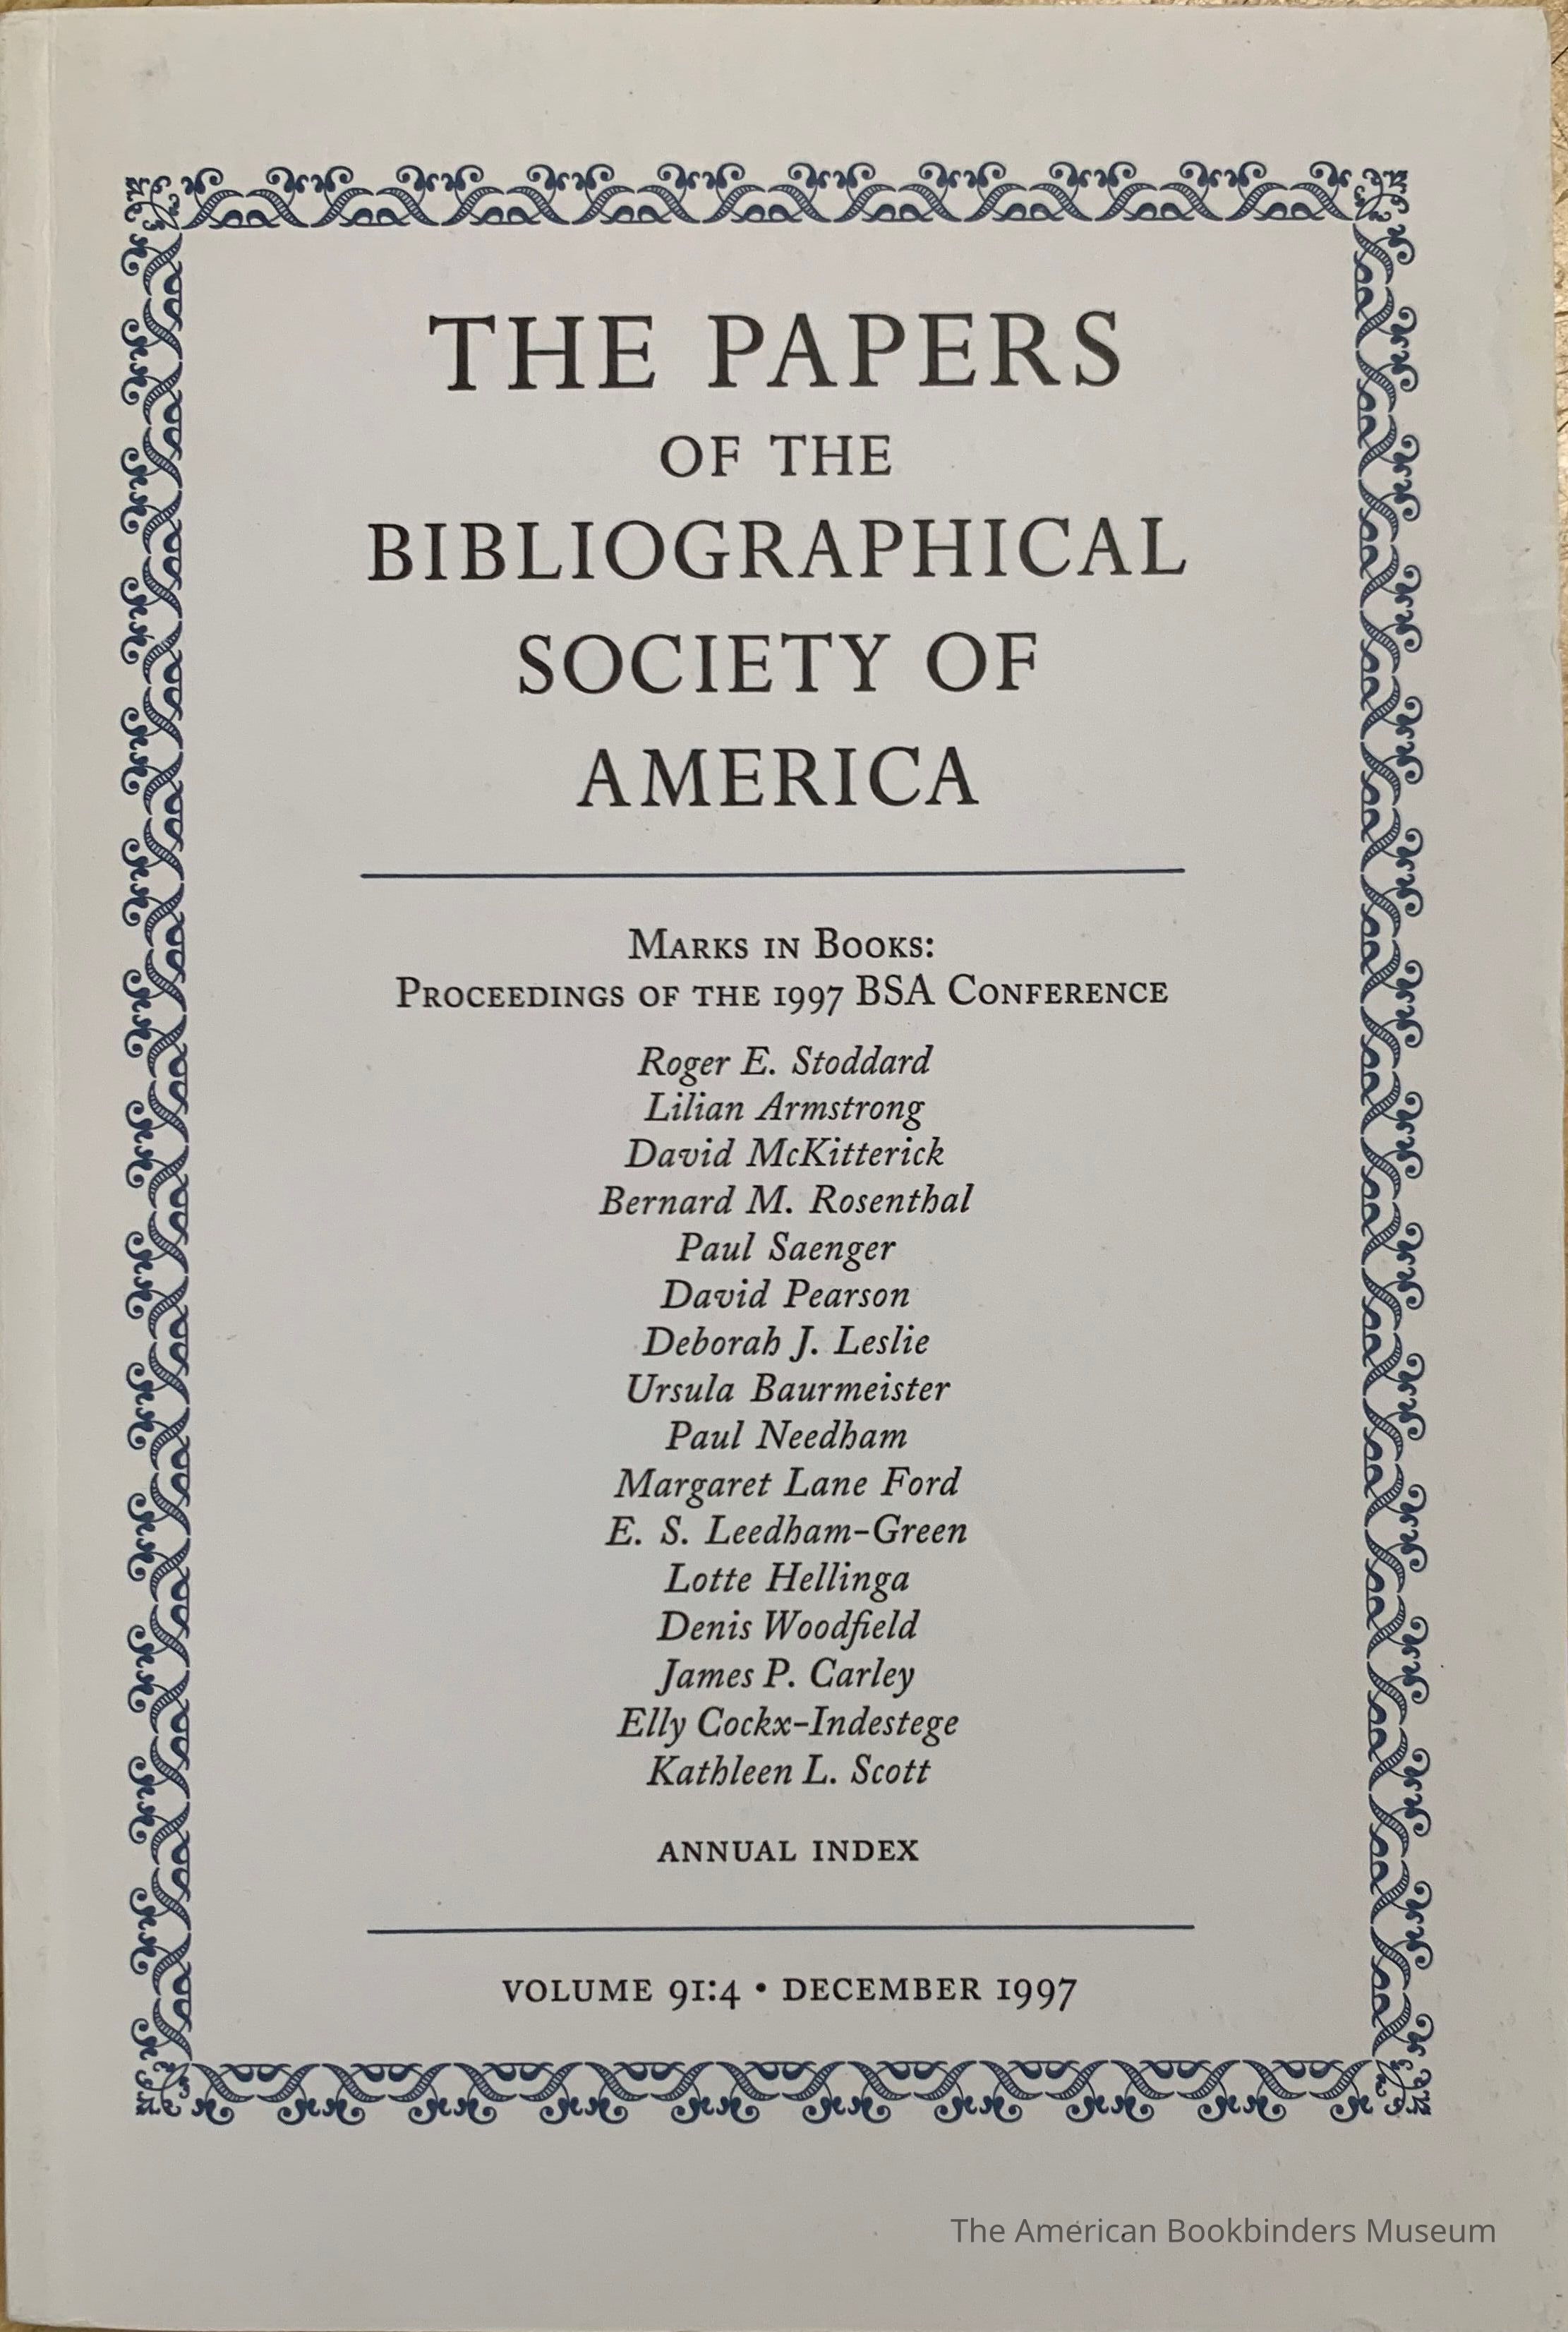 THE PAPERS
OF THE
BIBLIOGRAPHICAL
SOCIETY OF
AMERICA
MARKS IN BOOKS:
PROCEEDINGS OF THE 1997 BSA CONFERENCE
Roger E. Stoddard
Lilian Armstrong
David McKitterick
Bernard M. Rosenthal
Paul Saenger
David Pearson
Deborah J. Leslie
Ursula Baurmeister
Paul Needham
Margaret Lane Ford
E. S. Leedham-Green
Lotte Hellinga
Denis Woodfield
James P. Carley
Elly Cockx-Indestege
Kathleen L. Scott
ANNUAL INDEX
VOLUME 91:4 • DECEMBER 1997
The American Bookbinders Museum